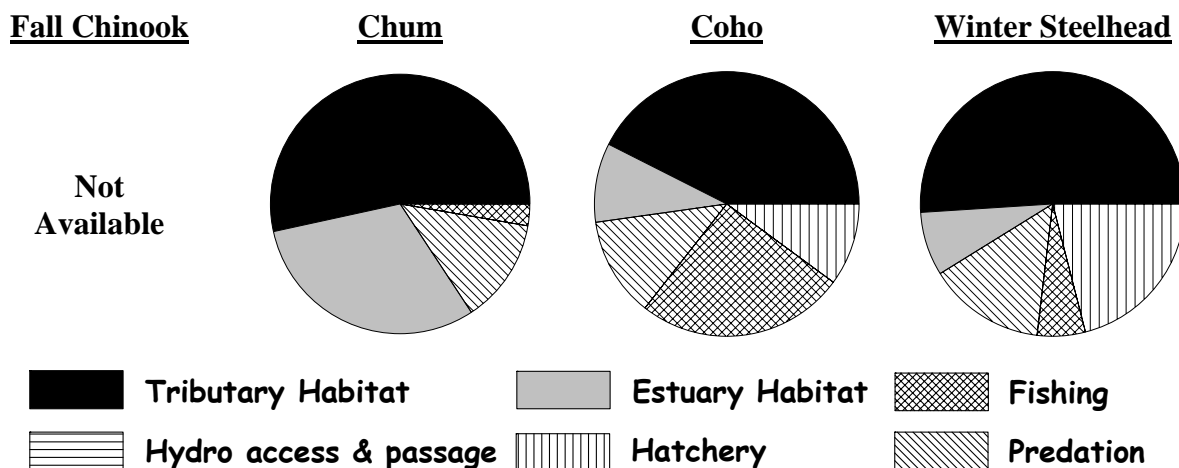 Fall Chinook Chum Coho Winter Steelhead
Not
Available
Tributary Habitat Estuary Habitat Fishing
Hydro access & passage Hatchery Predation